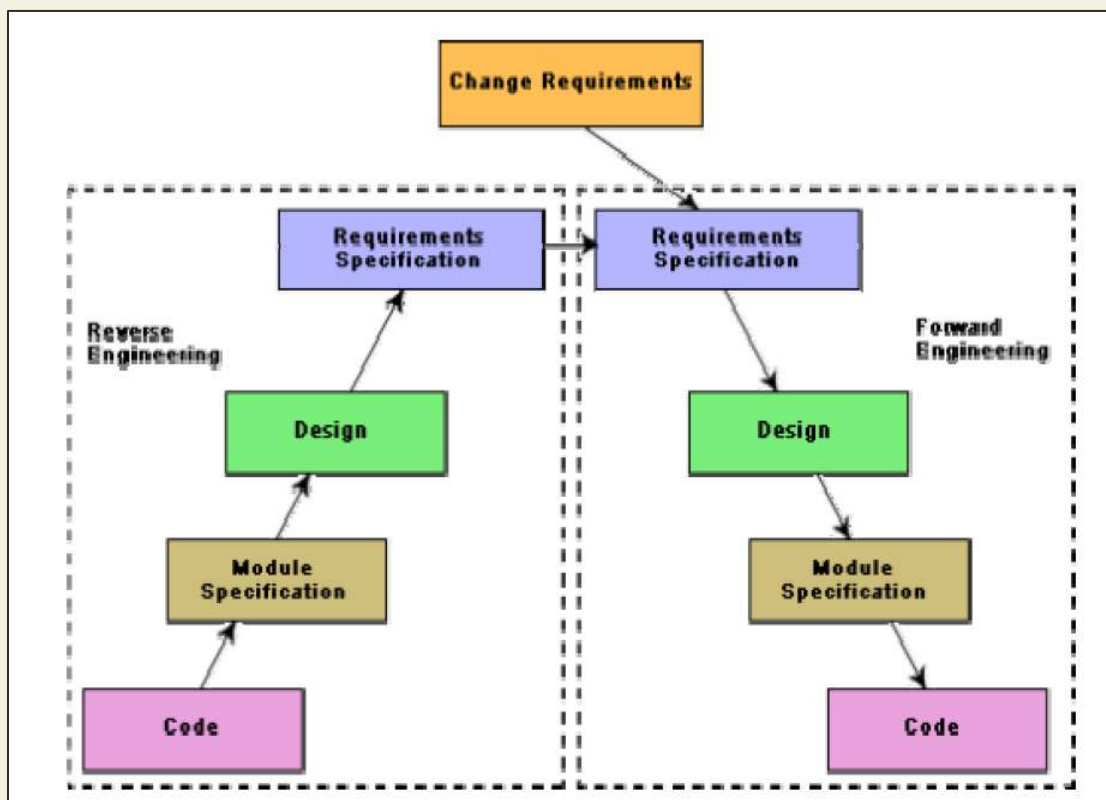 Change Requirements
Requirements
Specification
Requirements
Specification
Reverse
Engineering
Forward
Engineering
Design
Design
Module
Specification
Module
Specification
Code
Code